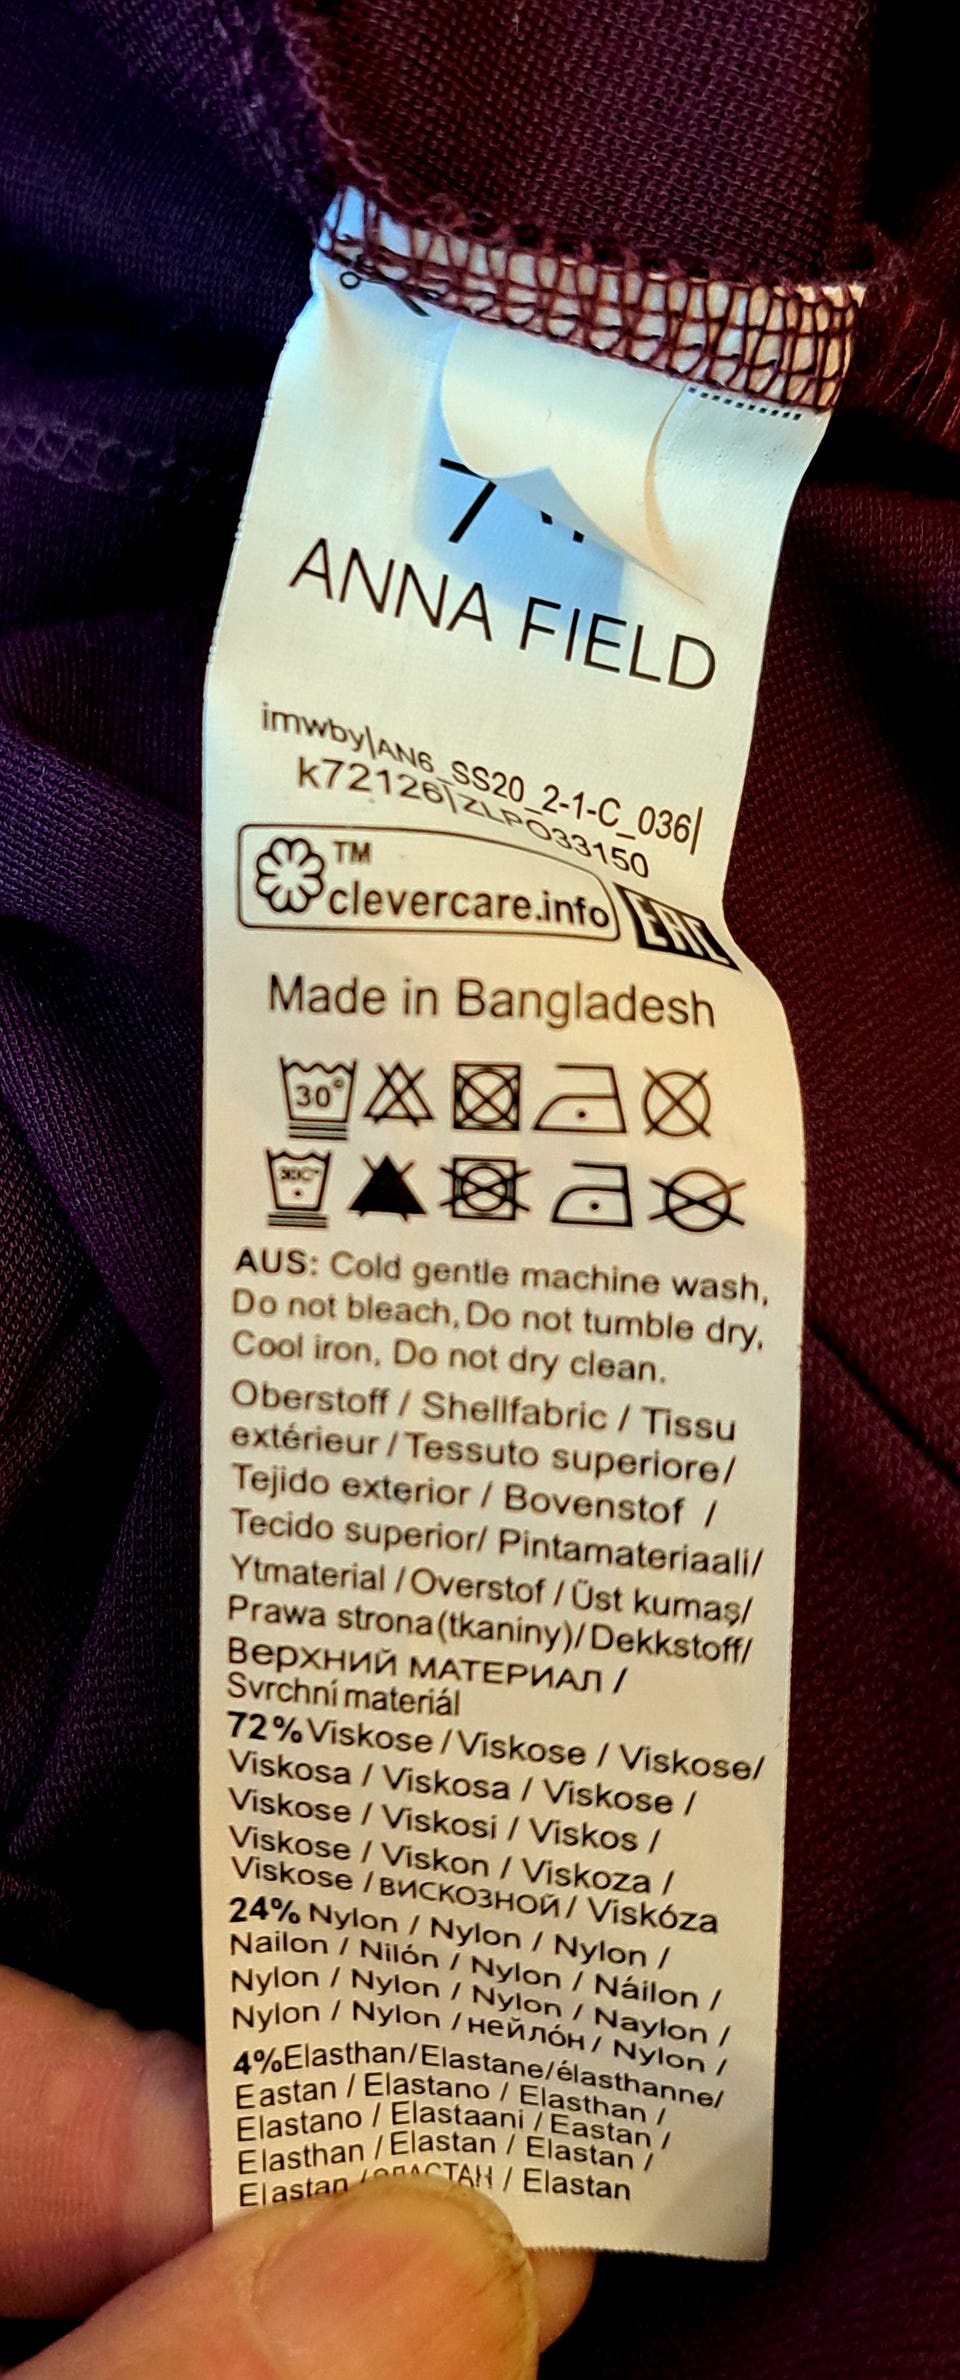 ANNA FIELD
imwby|AN6_SS20_2-1-C_036|
k72126|ZLPO33150
TM
clevercare.info
EAC
Made in Bangladesh
30°
30C°
AUS: Cold gentle machine wash,
Do not bleach, Do not tumble dry,
Cool iron, Do not dry clean.
Oberstoff / Shellfabric / Tissu
extérieur / Tessuto superiore/
Tejido exterior / Bovenstof /
Tecido superior/ Pintamateriaali/
Ytmaterial / Overstof / Üst kumaş/
Prawa strona(tkaniny)/ Dekkstoff/
Верхний МАТЕРИАЛ /
Svrchní materiál
72% Viskose / Viskose / Viskose/
Viskosa / Viskosa / Viskose /
Viskose / Viskosi / Viskos /
Viskose / Viskon / Viskoza /
Viskose / вискозной / Viskóza
24% Nylon / Nylon / Nylon /
Nailon / Nilón / Nylon / Náilon /
Nylon / Nylon / Nylon / Naylon /
Nylon / Nylon / нейлóн / Nylon /
4%Elasthan/Elastane/élasthanne/
Eastan / Elastano / Elasthan /
Elastano / Elastaani / Eastan /
Elasthan / Elastan / Elastan /
Elastan / / Elastan